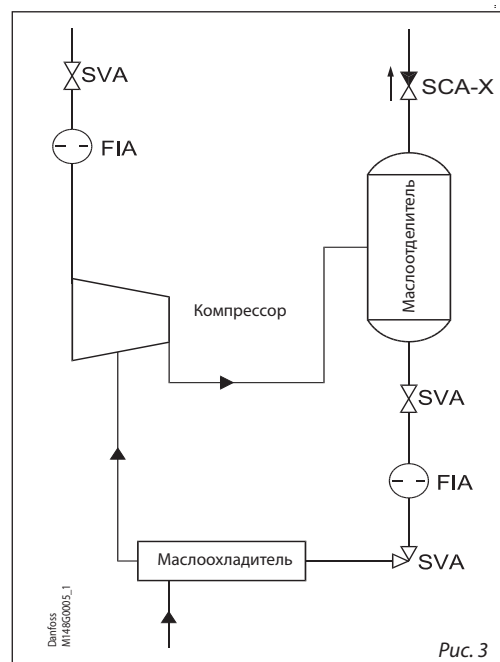 SVA
SCA-X
FIA
Маслоотделитель
Компрессор
SVA
FIA
Маслоохладитель
SVA
Danfoss
M148G0005_1
Рис. 3